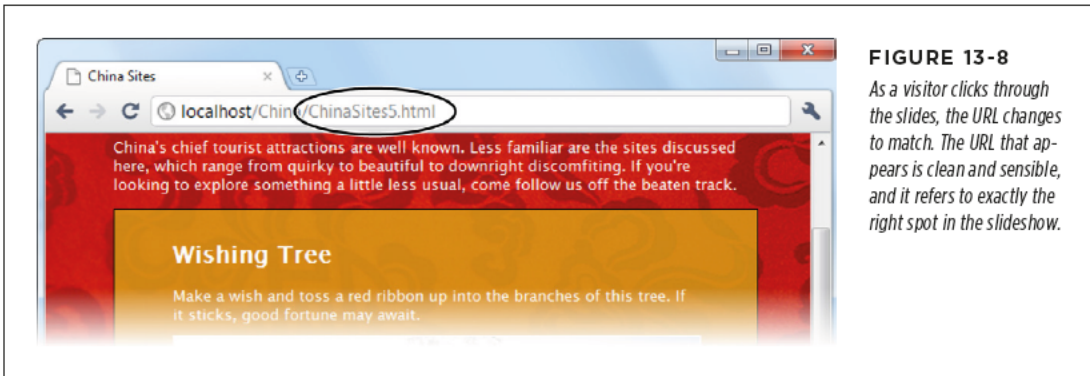 China Sites
localhost/China/ChinaSites5.html
China's chief tourist attractions are well known. Less familiar are the sites discussed
here, which range from quirky to beautiful to downright discomfiting. If you're
looking to explore something a little less usual, come follow us off the beaten track.
Wishing Tree
Make a wish and toss a red ribbon up into the branches of this tree. If
it sticks, good fortune may await.
FIGURE 13-8
As a visitor clicks through
the slides, the URL changes
to match. The URL that ap-
pears is clean and sensible,
and it refers to exactly the
right spot in the slideshow.